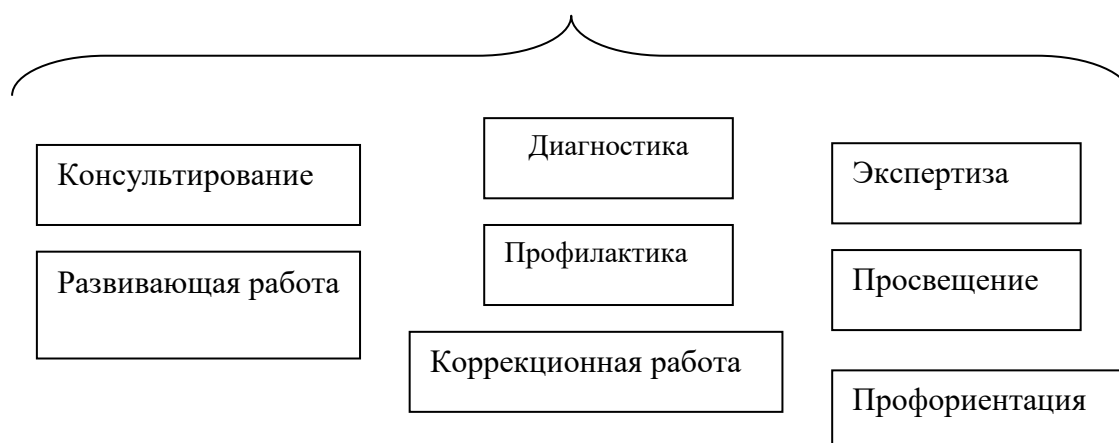 Консультирование
Развивающая работа
Диагностика
Профилактика
Коррекционная работа
Экспертиза
Просвещение
Профориентация